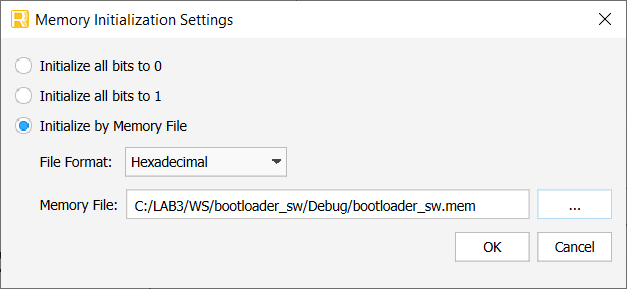 Memory Initialization Settings
Initialize all bits to 0
Initialize all bits to 1
Initialize by Memory File
File Format: Hexadecimal
Memory File: C:/LAB3/WS/bootloader_sw/Debug/bootloader_sw.mem ...
OK Cancel